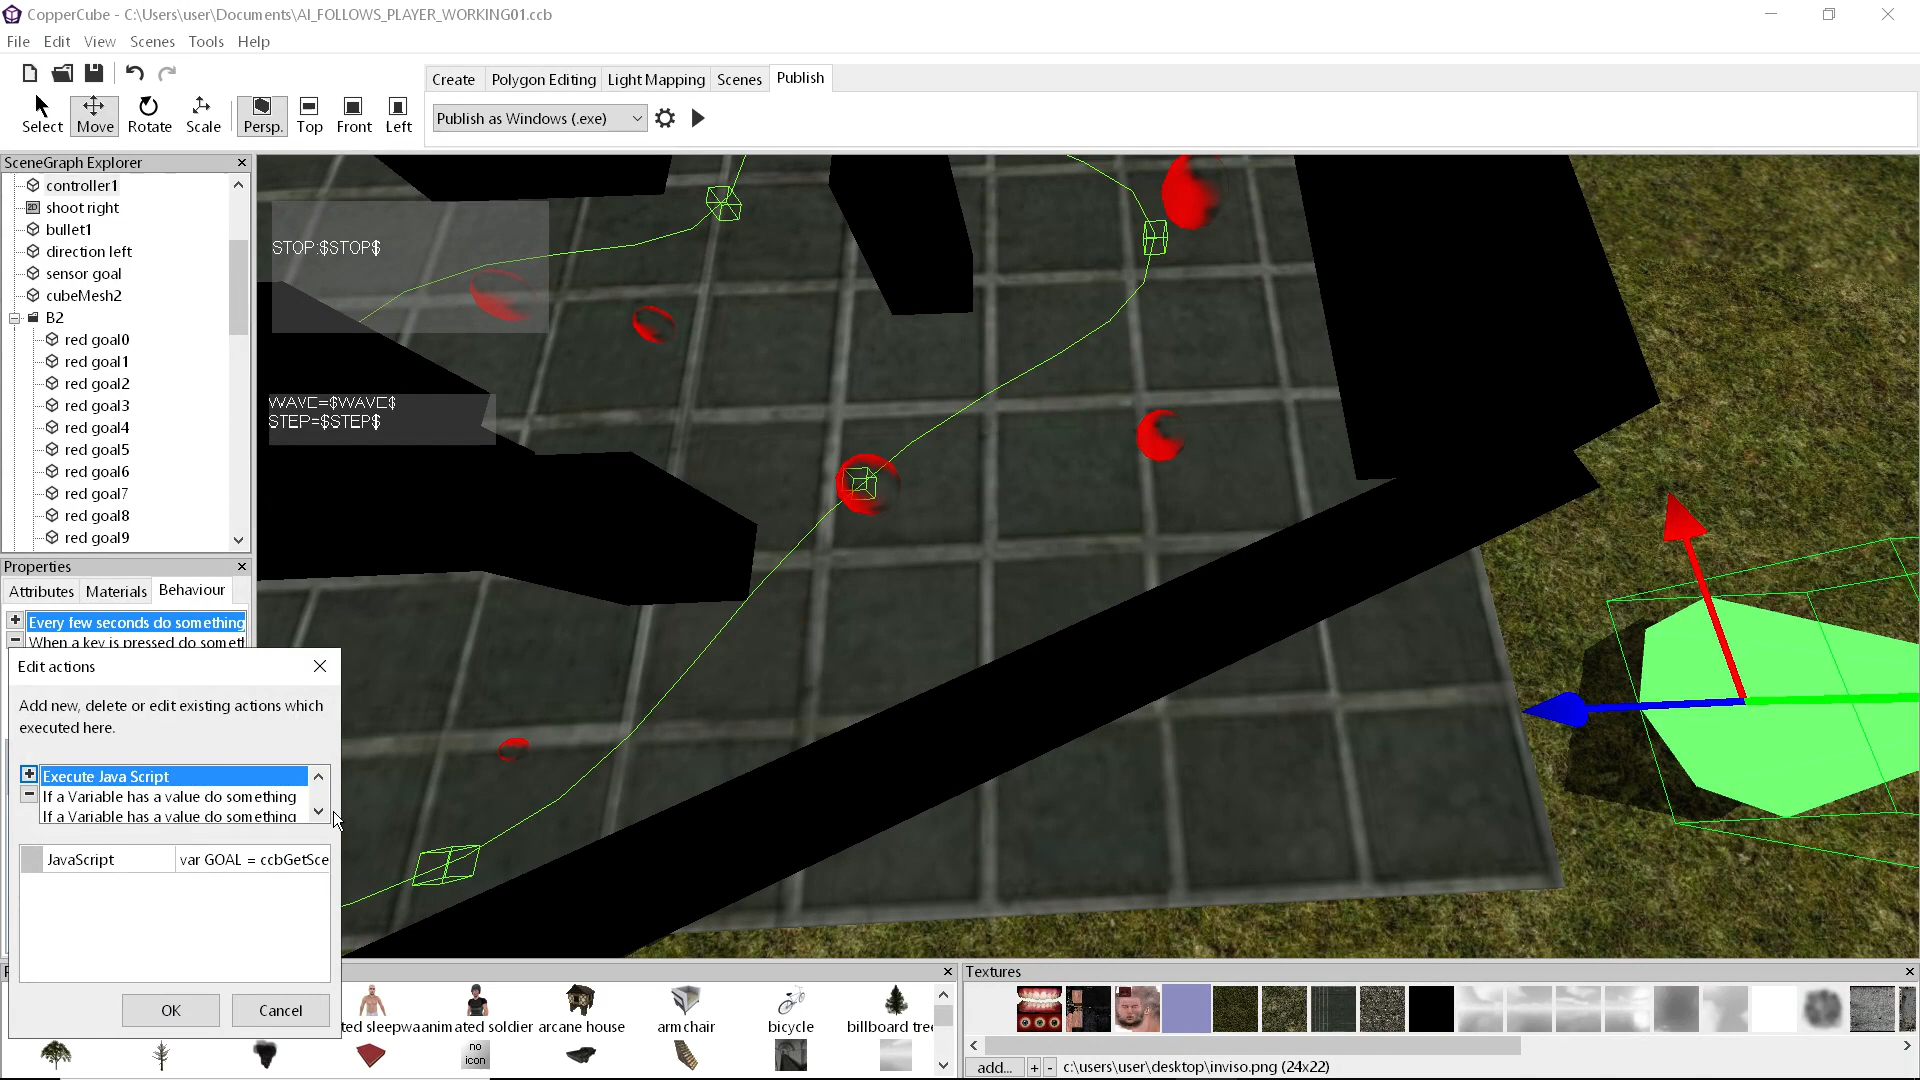 CopperCube - C:\Users\user\Documents\AI_FOLLOWS_PLAYER_WORKING01.ccb
File Edit View Scenes Tools Help
Create Polygon Editing Light Mapping Scenes Publish
Select Move Rotate Scale Persp. Top Front Left
Publish as Windows (.exe)
SceneGraph Explorer
controller1
shoot right
bullet1
direction left
sensor goal
cubeMesh2
B2
red goal0
red goal1
red goal2
red goal3
red goal4
red goal5
red goal6
red goal7
red goal8
red goal9
STOP:$STOP$
WAVE=$WAVE$
STEP=$STEP$
Properties
Attributes Materials Behaviour
Every few seconds do something
When a key is pressed do somet
Edit actions
Add new, delete or edit existing actions which
executed here.
Execute Java Script
If a Variable has a value do something
If a Variable has a value do something
JavaScript var GOAL = ccbGetSce
OK Cancel
ted sleepwa animated soldier arcane house arm chair bicycle billboard tre
no
icon
Textures
add... + - c:\users\user\desktop\inviso.png (24x22)